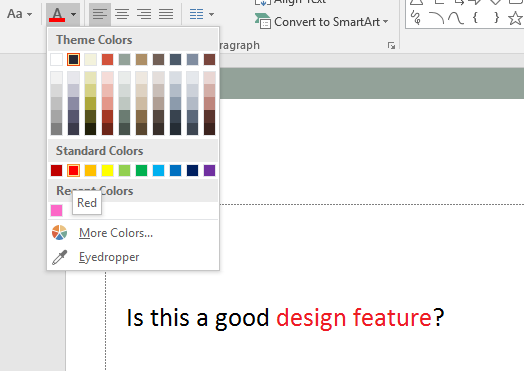 Aa
A
Align Text
Convert to SmartArt
ragraph
Theme Colors
Standard Colors
Recent Colors
Red
More Colors...
Eyedropper
Is this a good design feature?